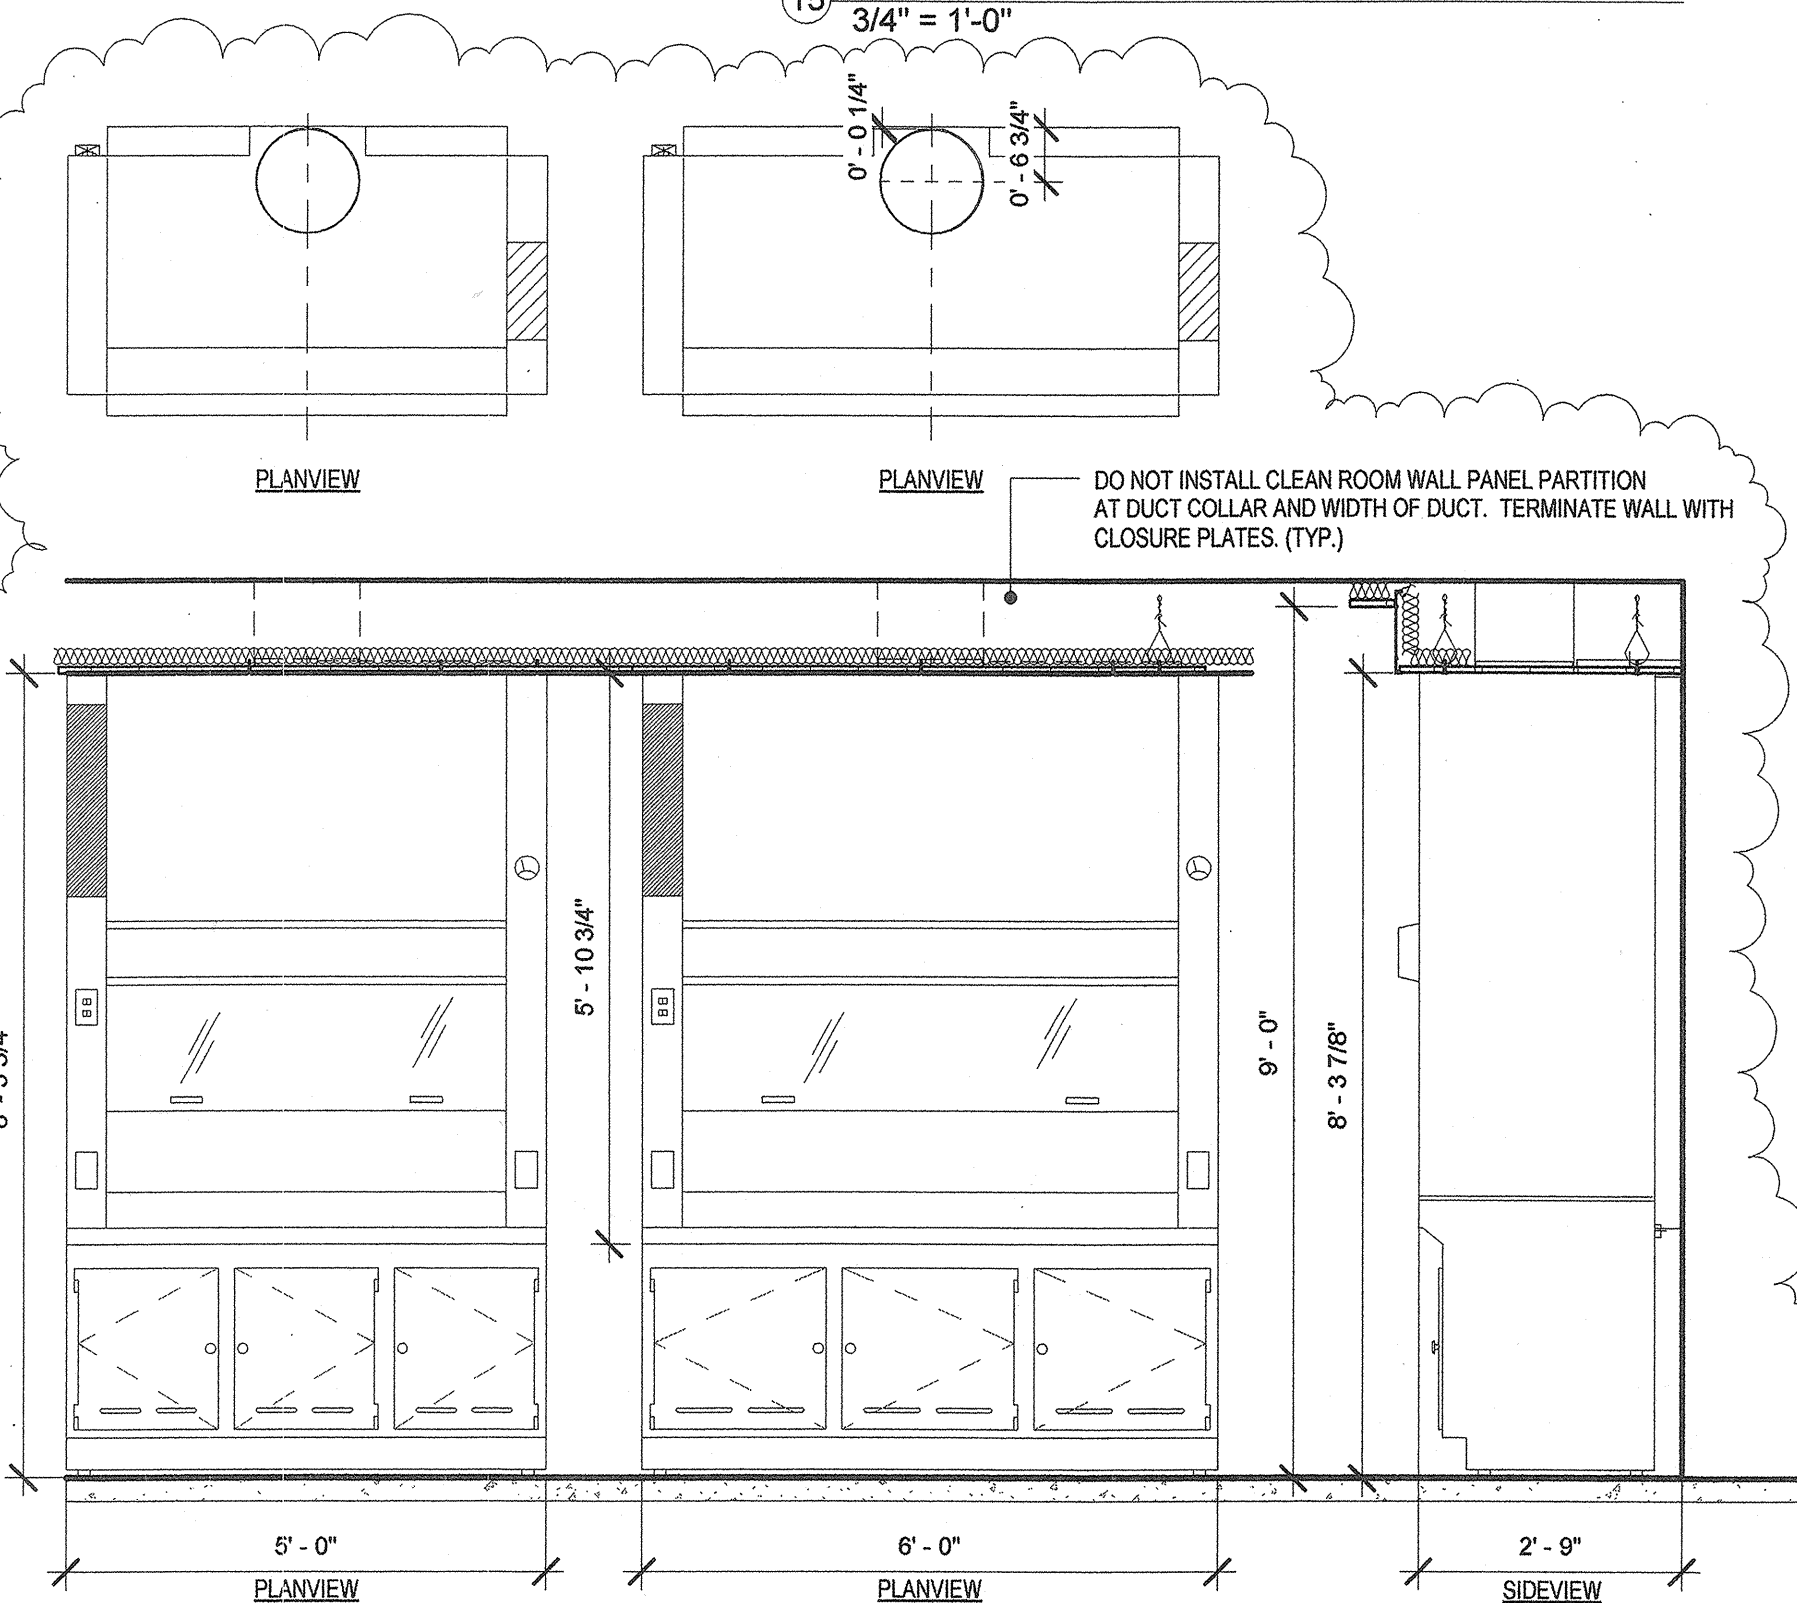 15
3/4" = 1'-0"
0' - 0 1/4"
0' - 6 3/4"
PLANVIEW
PLANVIEW
DO NOT INSTALL CLEAN ROOM WALL PANEL PARTITION
AT DUCT COLLAR AND WIDTH OF DUCT. TERMINATE WALL WITH
CLOSURE PLATES. (TYP.)
5' - 10 3/4"
9' - 0"
8' - 3 7/8"
5' - 0"
6' - 0"
2' - 9"
PLANVIEW
PLANVIEW
SIDEVIEW